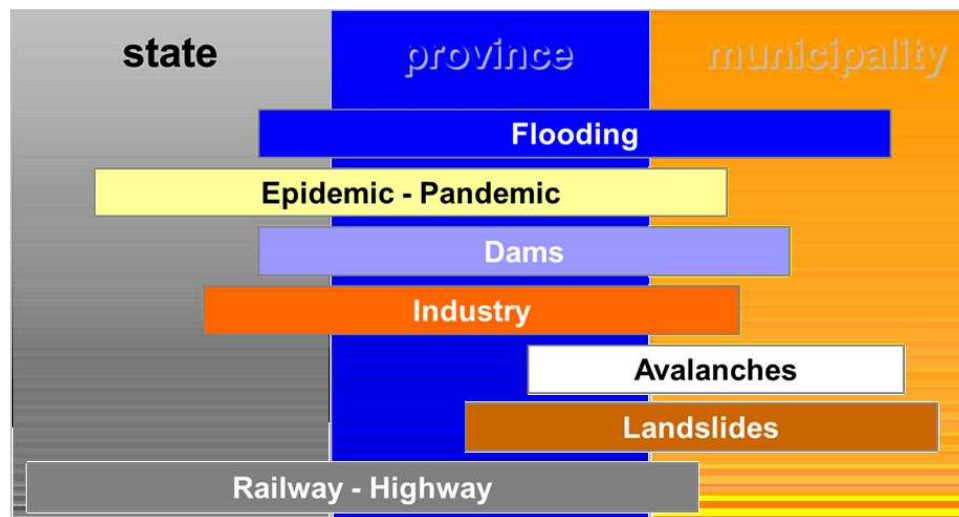 state province municipality
Flooding
Epidemic - Pandemic
Dams
Industry
Avalanches
Landslides
Railway - Highway